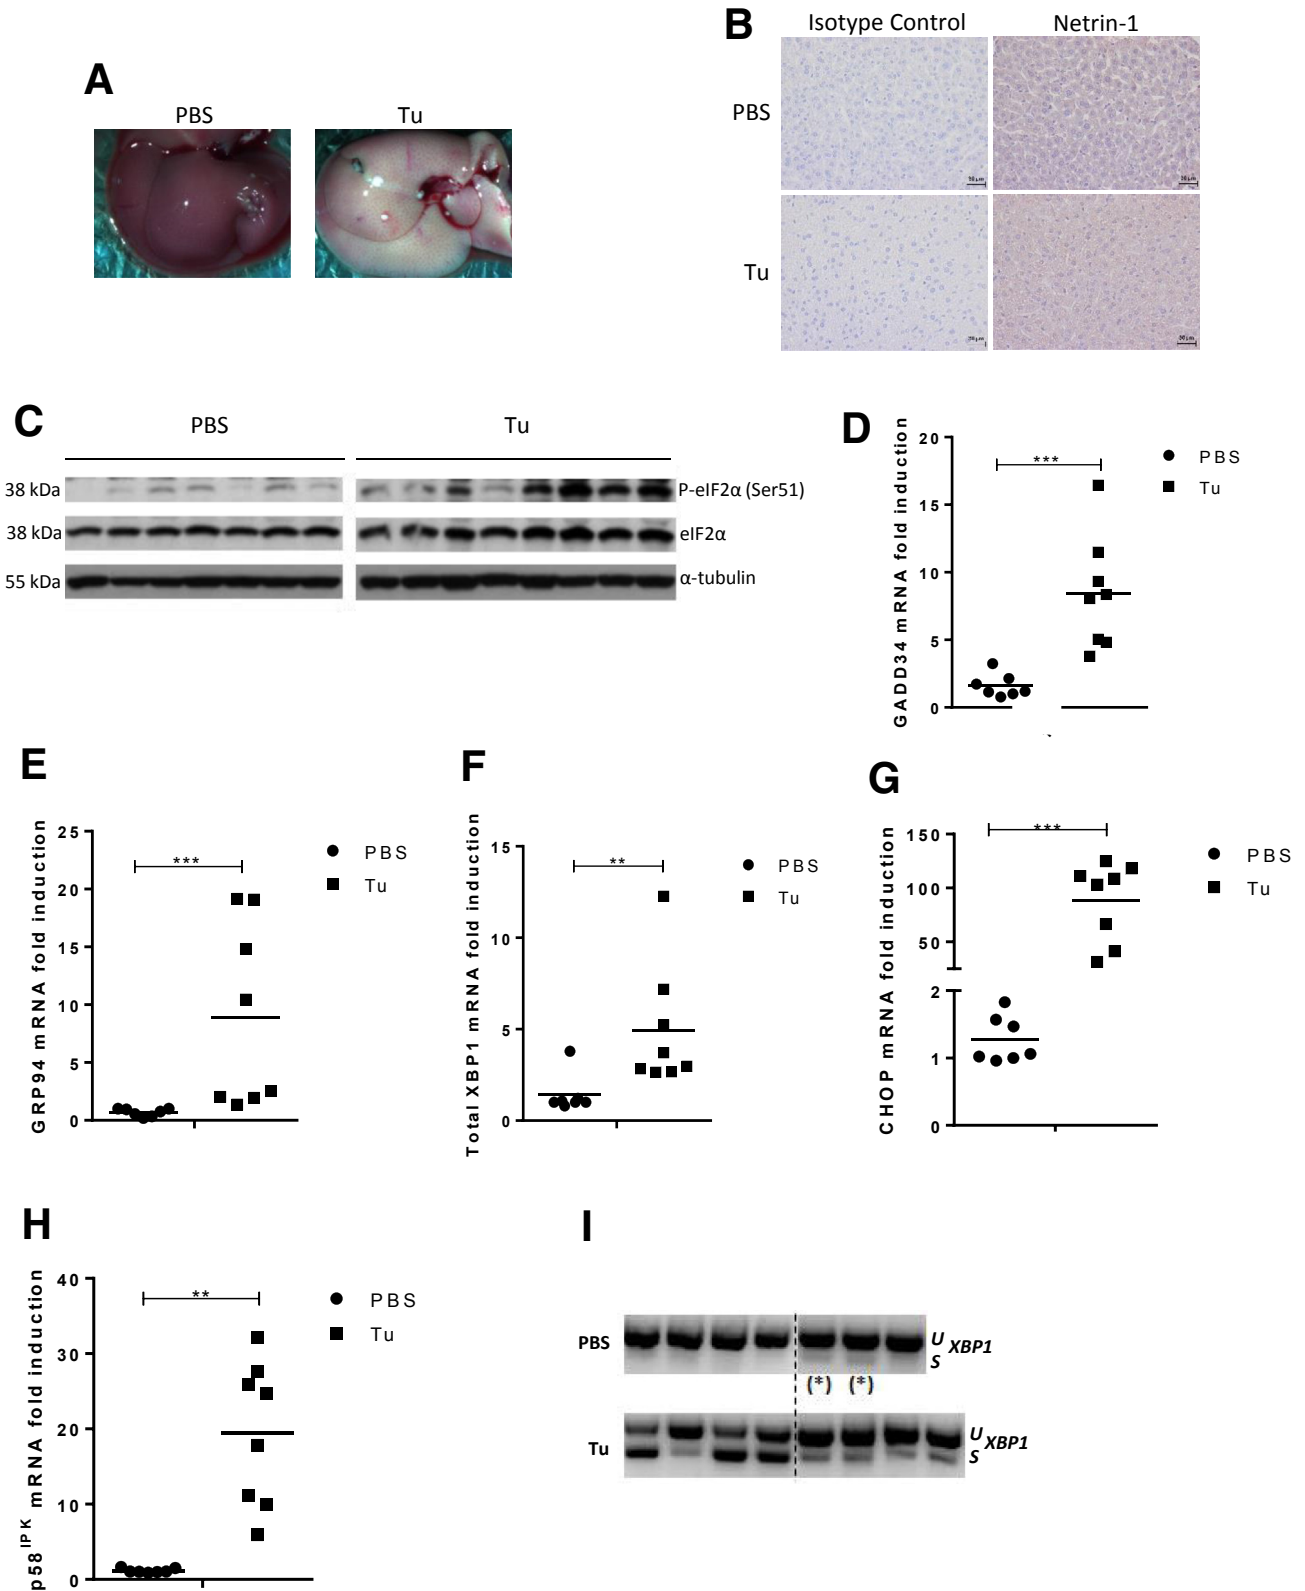 A
PBS
Tu
B
Isotype Control
Netrin-1
PBS
Tu
C
PBS
Tu
38 kDa
P-eIF2α (Ser51)
38 kDa
eIF2α
55 kDa
α-tubulin
D
GADD34 mRNA fold induction
20
15
10
5
0
***
PBS
Tu
E
GRP94 mRNA fold induction
25
20
15
10
5
0
***
PBS
Tu
F
Total XBP1 mRNA fold induction
15
10
5
0
**
PBS
Tu
G
CHOP mRNA fold induction
150
100
50
2
1
0
***
PBS
Tu
H
p58IPK mRNA fold induction
40
30
20
10
0
**
PBS
Tu
I
PBS
U XBP1
S
(*) (*)
Tu
U XBP1
S